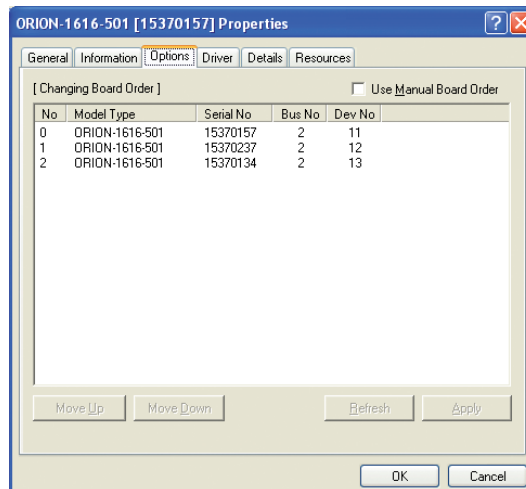 ORION-1616-501 [15370157] Properties
General Information Options Driver Details Resources
[ Changing Board Order ] Use Manual Board Order
No Model Type Serial No Bus No Dev No
0 ORION-1616-501 15370157 2 11
1 ORION-1616-501 15370237 2 12
2 ORION-1616-501 15370134 2 13
Move Up Move Down Refresh Apply
OK Cancel